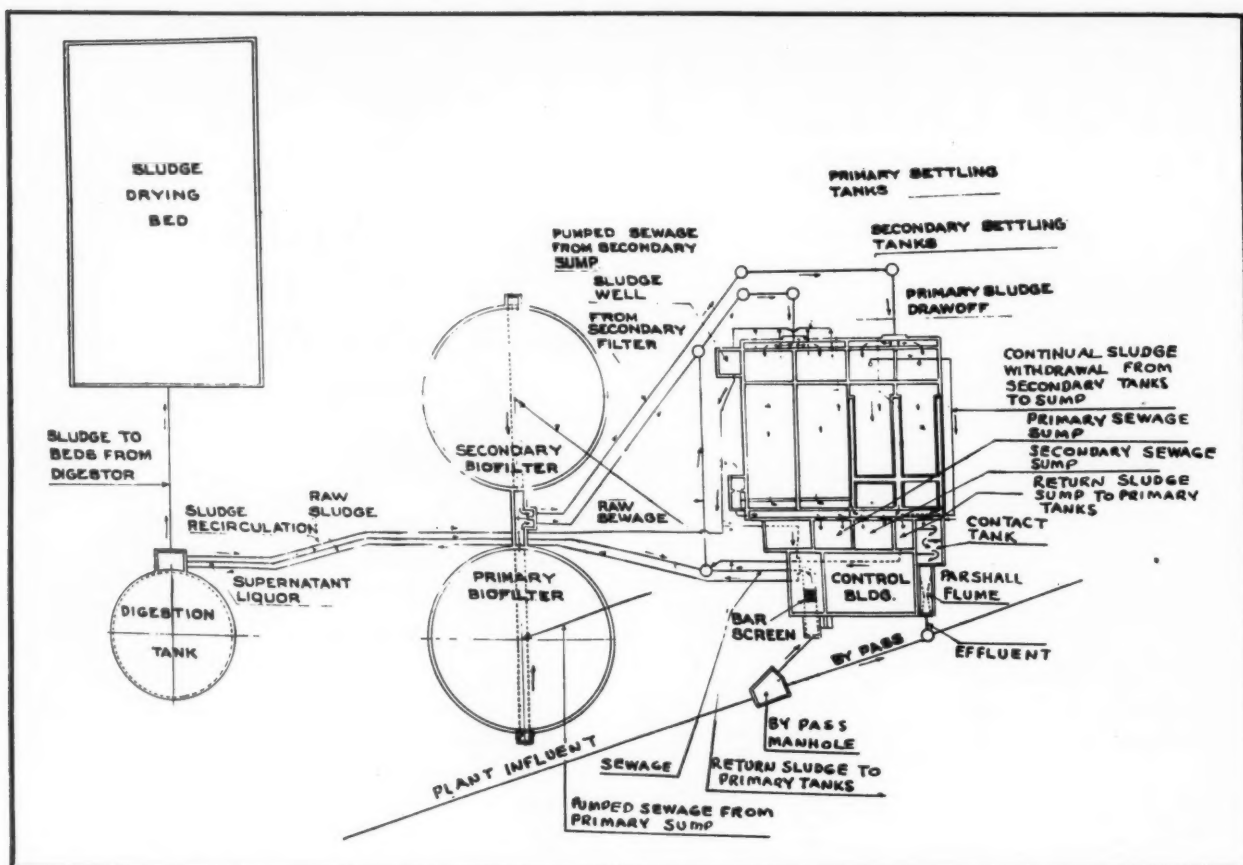 SLUDGE
DRYING
BED
PRIMARY SETTLING
TANKS
SECONDARY SETTLING
TANKS
PUMPED SEWAGE
FROM SECONDARY
SUMP
SLUDGE
WELL
FROM
SECONDARY
FILTER
PRIMARY SLUDGE
DRAWOFF
CONTINUAL SLUDGE
WITHDRAWAL FROM
SECONDARY TANKS
TO SUMP
PRIMARY SEWAGE
SUMP
SECONDARY SEWAGE
SUMP
RETURN SLUDGE
SUMP TO PRIMARY
TANKS
CONTACT
TANK
SLUDGE TO
BEDS FROM
DIGESTOR
SECONDARY
BIOFILTER
RAW
SEWAGE
RAW
SLUDGE
SLUDGE
RECIRCULATION
SUPERNATANT
LIQUOR
DIGESTION
TANK
PRIMARY
BIOFILTER
CONTROL
BLDG.
PARSHALL
FLUME
BAR
SCREEN
BY PASS
EFFLUENT
BY PASS
MANHOLE
PLANT INFLUENT
SEWAGE
RETURN SLUDGE TO
PRIMARY TANKS
PUMPED SEWAGE FROM
PRIMARY SUMP